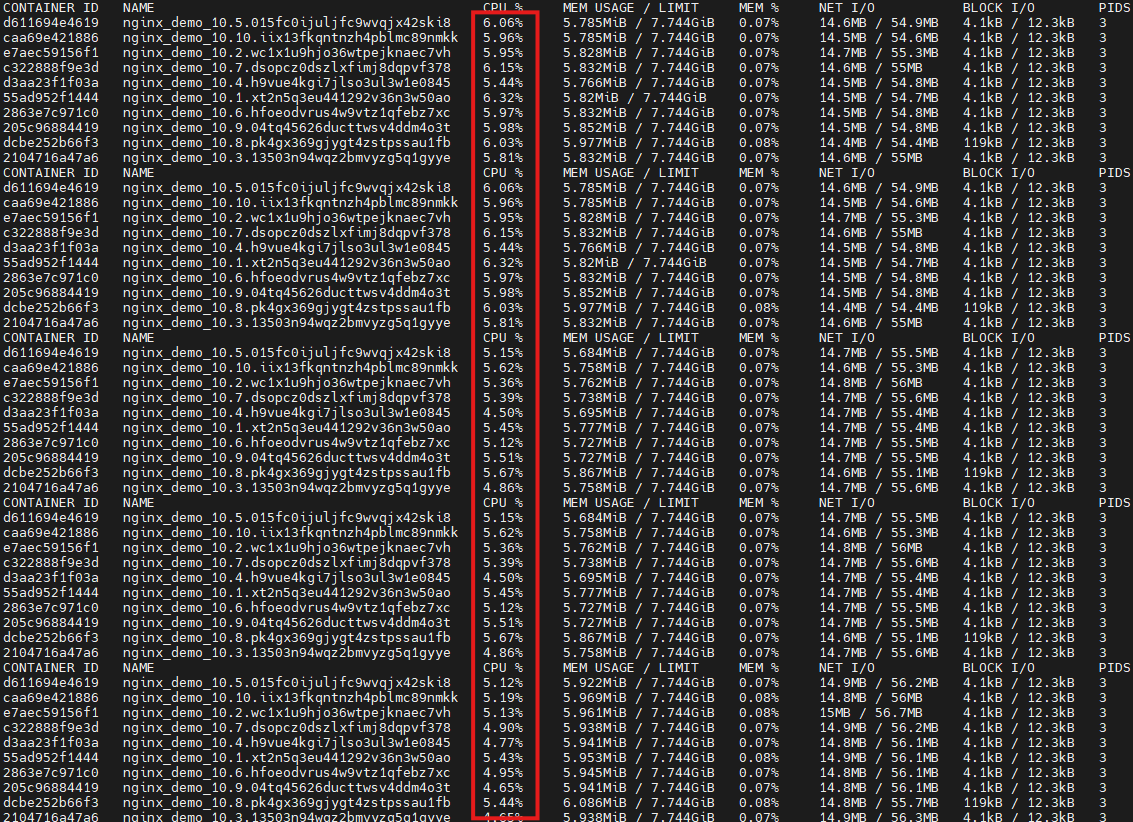 CONTAINER ID NAME CPU % MEM USAGE / LIMIT MEM % NET I/O BLOCK I/O PIDS
d611694e4619 nginx_demo_10.5.015fc0ijuljfc9wvqjx42ski8 6.06% 5.785MiB / 7.744GiB 0.07% 14.6MB / 54.9MB 4.1kB / 12.3kB 3
caa69e421886 nginx_demo_10.10.iix13fkqntnzh4pblmc89nmkk 5.96% 5.785MiB / 7.744GiB 0.07% 14.5MB / 54.6MB 4.1kB / 12.3kB 3
e7aec59156f1 nginx_demo_10.2.wc1x1u9hjo36wtpejknaec7vh 5.95% 5.828MiB / 7.744GiB 0.07% 14.7MB / 55.3MB 4.1kB / 12.3kB 3
c322888f9e3d nginx_demo_10.7.dsopcz0dszlxfimj8dqpvf378 6.15% 5.832MiB / 7.744GiB 0.07% 14.6MB / 55MB 4.1kB / 12.3kB 3
d3aa23f1f03a nginx_demo_10.4.h9vue4kgi7jlso3ul3w1e0845 5.44% 5.766MiB / 7.744GiB 0.07% 14.5MB / 54.8MB 4.1kB / 12.3kB 3
55ad952f1444 nginx_demo_10.1.xt2n5q3eu441292v36n3w50ao 6.32% 5.82MiB / 7.744GiB 0.07% 14.5MB / 54.7MB 4.1kB / 12.3kB 3
2863e7c971c0 nginx_demo_10.6.hfoeodvrus4w9vtz1qfebz7xc 5.97% 5.832MiB / 7.744GiB 0.07% 14.5MB / 54.8MB 4.1kB / 12.3kB 3
205c96884419 nginx_demo_10.9.04tq45626ducttwsv4ddm4o3t 5.98% 5.852MiB / 7.744GiB 0.07% 14.5MB / 54.8MB 4.1kB / 12.3kB 3
dcbe252b66f3 nginx_demo_10.8.pk4gx369gjygt4zstpssau1fb 6.03% 5.977MiB / 7.744GiB 0.08% 14.4MB / 54.4MB 119kB / 12.3kB 3
2104716a47a6 nginx_demo_10.3.13503n94wqz2bmvyzg5q1gyye 5.81% 5.832MiB / 7.744GiB 0.07% 14.6MB / 55MB 4.1kB / 12.3kB 3
CONTAINER ID NAME CPU % MEM USAGE / LIMIT MEM % NET I/O BLOCK I/O PIDS
d611694e4619 nginx_demo_10.5.015fc0ijuljfc9wvqjx42ski8 6.06% 5.785MiB / 7.744GiB 0.07% 14.6MB / 54.9MB 4.1kB / 12.3kB 3
caa69e421886 nginx_demo_10.10.iix13fkqntnzh4pblmc89nmkk 5.96% 5.785MiB / 7.744GiB 0.07% 14.5MB / 54.6MB 4.1kB / 12.3kB 3
e7aec59156f1 nginx_demo_10.2.wc1x1u9hjo36wtpejknaec7vh 5.95% 5.828MiB / 7.744GiB 0.07% 14.7MB / 55.3MB 4.1kB / 12.3kB 3
c322888f9e3d nginx_demo_10.7.dsopcz0dszlxfimj8dqpvf378 6.15% 5.832MiB / 7.744GiB 0.07% 14.6MB / 55MB 4.1kB / 12.3kB 3
d3aa23f1f03a nginx_demo_10.4.h9vue4kgi7jlso3ul3w1e0845 5.44% 5.766MiB / 7.744GiB 0.07% 14.5MB / 54.8MB 4.1kB / 12.3kB 3
55ad952f1444 nginx_demo_10.1.xt2n5q3eu441292v36n3w50ao 6.32% 5.82MiB / 7.744GiB 0.07% 14.5MB / 54.7MB 4.1kB / 12.3kB 3
2863e7c971c0 nginx_demo_10.6.hfoeodvrus4w9vtz1qfebz7xc 5.97% 5.832MiB / 7.744GiB 0.07% 14.5MB / 54.8MB 4.1kB / 12.3kB 3
205c96884419 nginx_demo_10.9.04tq45626ducttwsv4ddm4o3t 5.98% 5.852MiB / 7.744GiB 0.07% 14.5MB / 54.8MB 4.1kB / 12.3kB 3
dcbe252b66f3 nginx_demo_10.8.pk4gx369gjygt4zstpssau1fb 6.03% 5.977MiB / 7.744GiB 0.08% 14.4MB / 54.4MB 119kB / 12.3kB 3
2104716a47a6 nginx_demo_10.3.13503n94wqz2bmvyzg5q1gyye 5.81% 5.832MiB / 7.744GiB 0.07% 14.6MB / 55MB 4.1kB / 12.3kB 3
CONTAINER ID NAME CPU % MEM USAGE / LIMIT MEM % NET I/O BLOCK I/O PIDS
d611694e4619 nginx_demo_10.5.015fc0ijuljfc9wvqjx42ski8 5.15% 5.684MiB / 7.744GiB 0.07% 14.7MB / 55.5MB 4.1kB / 12.3kB 3
caa69e421886 nginx_demo_10.10.iix13fkqntnzh4pblmc89nmkk 5.62% 5.758MiB / 7.744GiB 0.07% 14.6MB / 55.3MB 4.1kB / 12.3kB 3
e7aec59156f1 nginx_demo_10.2.wc1x1u9hjo36wtpejknaec7vh 5.36% 5.762MiB / 7.744GiB 0.07% 14.8MB / 56MB 4.1kB / 12.3kB 3
c322888f9e3d nginx_demo_10.7.dsopcz0dszlxfimj8dqpvf378 5.39% 5.738MiB / 7.744GiB 0.07% 14.7MB / 55.6MB 4.1kB / 12.3kB 3
d3aa23f1f03a nginx_demo_10.4.h9vue4kgi7jlso3ul3w1e0845 4.50% 5.695MiB / 7.744GiB 0.07% 14.7MB / 55.4MB 4.1kB / 12.3kB 3
55ad952f1444 nginx_demo_10.1.xt2n5q3eu441292v36n3w50ao 5.45% 5.777MiB / 7.744GiB 0.07% 14.7MB / 55.4MB 4.1kB / 12.3kB 3
2863e7c971c0 nginx_demo_10.6.hfoeodvrus4w9vtz1qfebz7xc 5.12% 5.727MiB / 7.744GiB 0.07% 14.7MB / 55.5MB 4.1kB / 12.3kB 3
205c96884419 nginx_demo_10.9.04tq45626ducttwsv4ddm4o3t 5.51% 5.727MiB / 7.744GiB 0.07% 14.7MB / 55.5MB 4.1kB / 12.3kB 3
dcbe252b66f3 nginx_demo_10.8.pk4gx369gjygt4zstpssau1fb 5.67% 5.867MiB / 7.744GiB 0.07% 14.6MB / 55.1MB 119kB / 12.3kB 3
2104716a47a6 nginx_demo_10.3.13503n94wqz2bmvyzg5q1gyye 4.86% 5.758MiB / 7.744GiB 0.07% 14.7MB / 55.6MB 4.1kB / 12.3kB 3
CONTAINER ID NAME CPU % MEM USAGE / LIMIT MEM % NET I/O BLOCK I/O PIDS
d611694e4619 nginx_demo_10.5.015fc0ijuljfc9wvqjx42ski8 5.15% 5.684MiB / 7.744GiB 0.07% 14.7MB / 55.5MB 4.1kB / 12.3kB 3
caa69e421886 nginx_demo_10.10.iix13fkqntnzh4pblmc89nmkk 5.62% 5.758MiB / 7.744GiB 0.07% 14.6MB / 55.3MB 4.1kB / 12.3kB 3
e7aec59156f1 nginx_demo_10.2.wc1x1u9hjo36wtpejknaec7vh 5.36% 5.762MiB / 7.744GiB 0.07% 14.8MB / 56MB 4.1kB / 12.3kB 3
c322888f9e3d nginx_demo_10.7.dsopcz0dszlxfimj8dqpvf378 5.39% 5.738MiB / 7.744GiB 0.07% 14.7MB / 55.6MB 4.1kB / 12.3kB 3
d3aa23f1f03a nginx_demo_10.4.h9vue4kgi7jlso3ul3w1e0845 4.50% 5.695MiB / 7.744GiB 0.07% 14.7MB / 55.4MB 4.1kB / 12.3kB 3
55ad952f1444 nginx_demo_10.1.xt2n5q3eu441292v36n3w50ao 5.45% 5.777MiB / 7.744GiB 0.07% 14.7MB / 55.4MB 4.1kB / 12.3kB 3
2863e7c971c0 nginx_demo_10.6.hfoeodvrus4w9vtz1qfebz7xc 5.12% 5.727MiB / 7.744GiB 0.07% 14.7MB / 55.5MB 4.1kB / 12.3kB 3
205c96884419 nginx_demo_10.9.04tq45626ducttwsv4ddm4o3t 5.51% 5.727MiB / 7.744GiB 0.07% 14.7MB / 55.5MB 4.1kB / 12.3kB 3
dcbe252b66f3 nginx_demo_10.8.pk4gx369gjygt4zstpssau1fb 5.67% 5.867MiB / 7.744GiB 0.07% 14.6MB / 55.1MB 119kB / 12.3kB 3
2104716a47a6 nginx_demo_10.3.13503n94wqz2bmvyzg5q1gyye 4.86% 5.758MiB / 7.744GiB 0.07% 14.7MB / 55.6MB 4.1kB / 12.3kB 3
CONTAINER ID NAME CPU % MEM USAGE / LIMIT MEM % NET I/O BLOCK I/O PIDS
d611694e4619 nginx_demo_10.5.015fc0ijuljfc9wvqjx42ski8 5.12% 5.922MiB / 7.744GiB 0.07% 14.9MB / 56.2MB 4.1kB / 12.3kB 3
caa69e421886 nginx_demo_10.10.iix13fkqntnzh4pblmc89nmkk 5.19% 5.969MiB / 7.744GiB 0.08% 14.8MB / 56MB 4.1kB / 12.3kB 3
e7aec59156f1 nginx_demo_10.2.wc1x1u9hjo36wtpejknaec7vh 5.13% 5.961MiB / 7.744GiB 0.08% 15MB / 56.7MB 4.1kB / 12.3kB 3
c322888f9e3d nginx_demo_10.7.dsopcz0dszlxfimj8dqpvf378 4.90% 5.938MiB / 7.744GiB 0.07% 14.9MB / 56.2MB 4.1kB / 12.3kB 3
d3aa23f1f03a nginx_demo_10.4.h9vue4kgi7jlso3ul3w1e0845 4.77% 5.941MiB / 7.744GiB 0.07% 14.8MB / 56.1MB 4.1kB / 12.3kB 3
55ad952f1444 nginx_demo_10.1.xt2n5q3eu441292v36n3w50ao 5.43% 5.953MiB / 7.744GiB 0.08% 14.9MB / 56.1MB 4.1kB / 12.3kB 3
2863e7c971c0 nginx_demo_10.6.hfoeodvrus4w9vtz1qfebz7xc 4.95% 5.945MiB / 7.744GiB 0.07% 14.8MB / 56.1MB 4.1kB / 12.3kB 3
205c96884419 nginx_demo_10.9.04tq45626ducttwsv4ddm4o3t 4.65% 5.941MiB / 7.744GiB 0.07% 14.8MB / 56.1MB 4.1kB / 12.3kB 3
dcbe252b66f3 nginx_demo_10.8.pk4gx369gjygt4zstpssau1fb 5.44% 6.086MiB / 7.744GiB 0.08% 14.8MB / 55.7MB 119kB / 12.3kB 3
2104716a47a6 nginx_demo_10.3.13503n94wqz2bmvyzg5q1gyye 4.65% 5.938MiB / 7.744GiB 0.07% 14.9MB / 56.3MB 4.1kB / 12.3kB 3